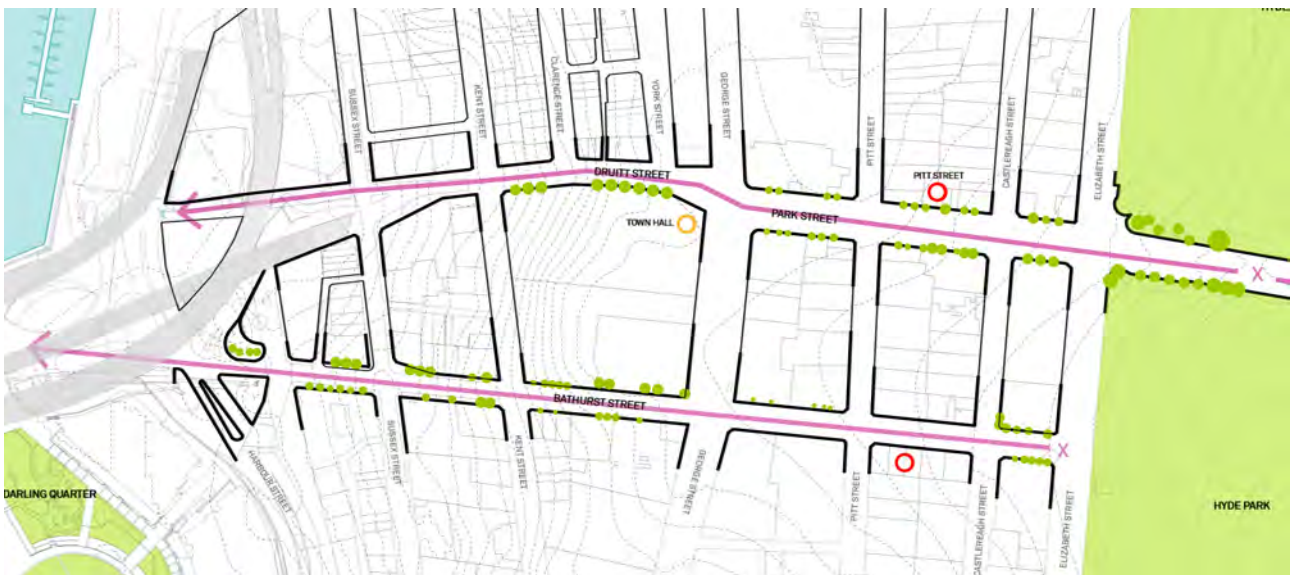 HYDE
SUSSEX STREET
KENT STREET
CLARENCE STREET
YORK STREET
GEORGE STREET
PITT STREET
CASTLEREAGH STREET
ELIZABETH STREET
DRUITT STREET
PITT STREET
TOWN HALL
PARK STREET
X
BATHURST STREET
X
HARBOUR STREET
SUSSEX STREET
KENT STREET
GEORGE STREET
PITT STREET
CASTLEREAGH STREET
ELIZABETH STREET
DARLING QUARTER
HYDE PARK